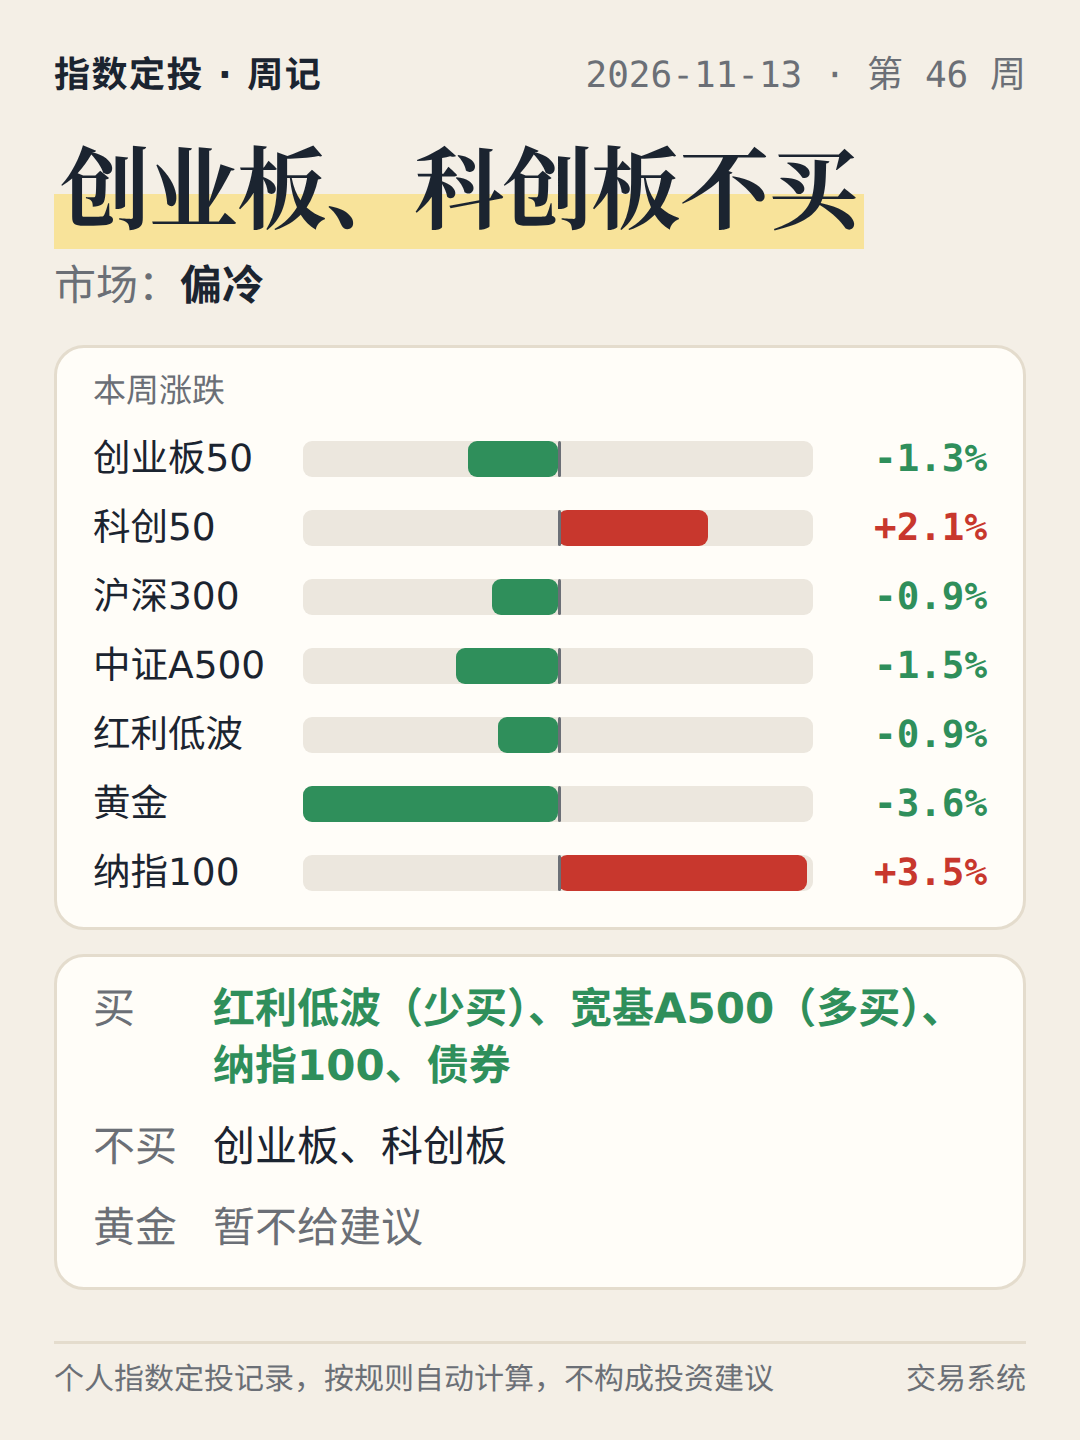 指数定投 · 周记
2026-11-13 · 第 46 周
创业板、科创板不买
市场：偏冷
本周涨跌
创业板50 -1.3%
科创50 +2.1%
沪深300 -0.9%
中证A500 -1.5%
红利低波 -0.9%
黄金 -3.6%
纳指100 +3.5%
买 红利低波（少买）、宽基A500（多买）、
纳指100、债券
不买 创业板、科创板
黄金 暂不给建议
个人指数定投记录，按规则自动计算，不构成投资建议
交易系统